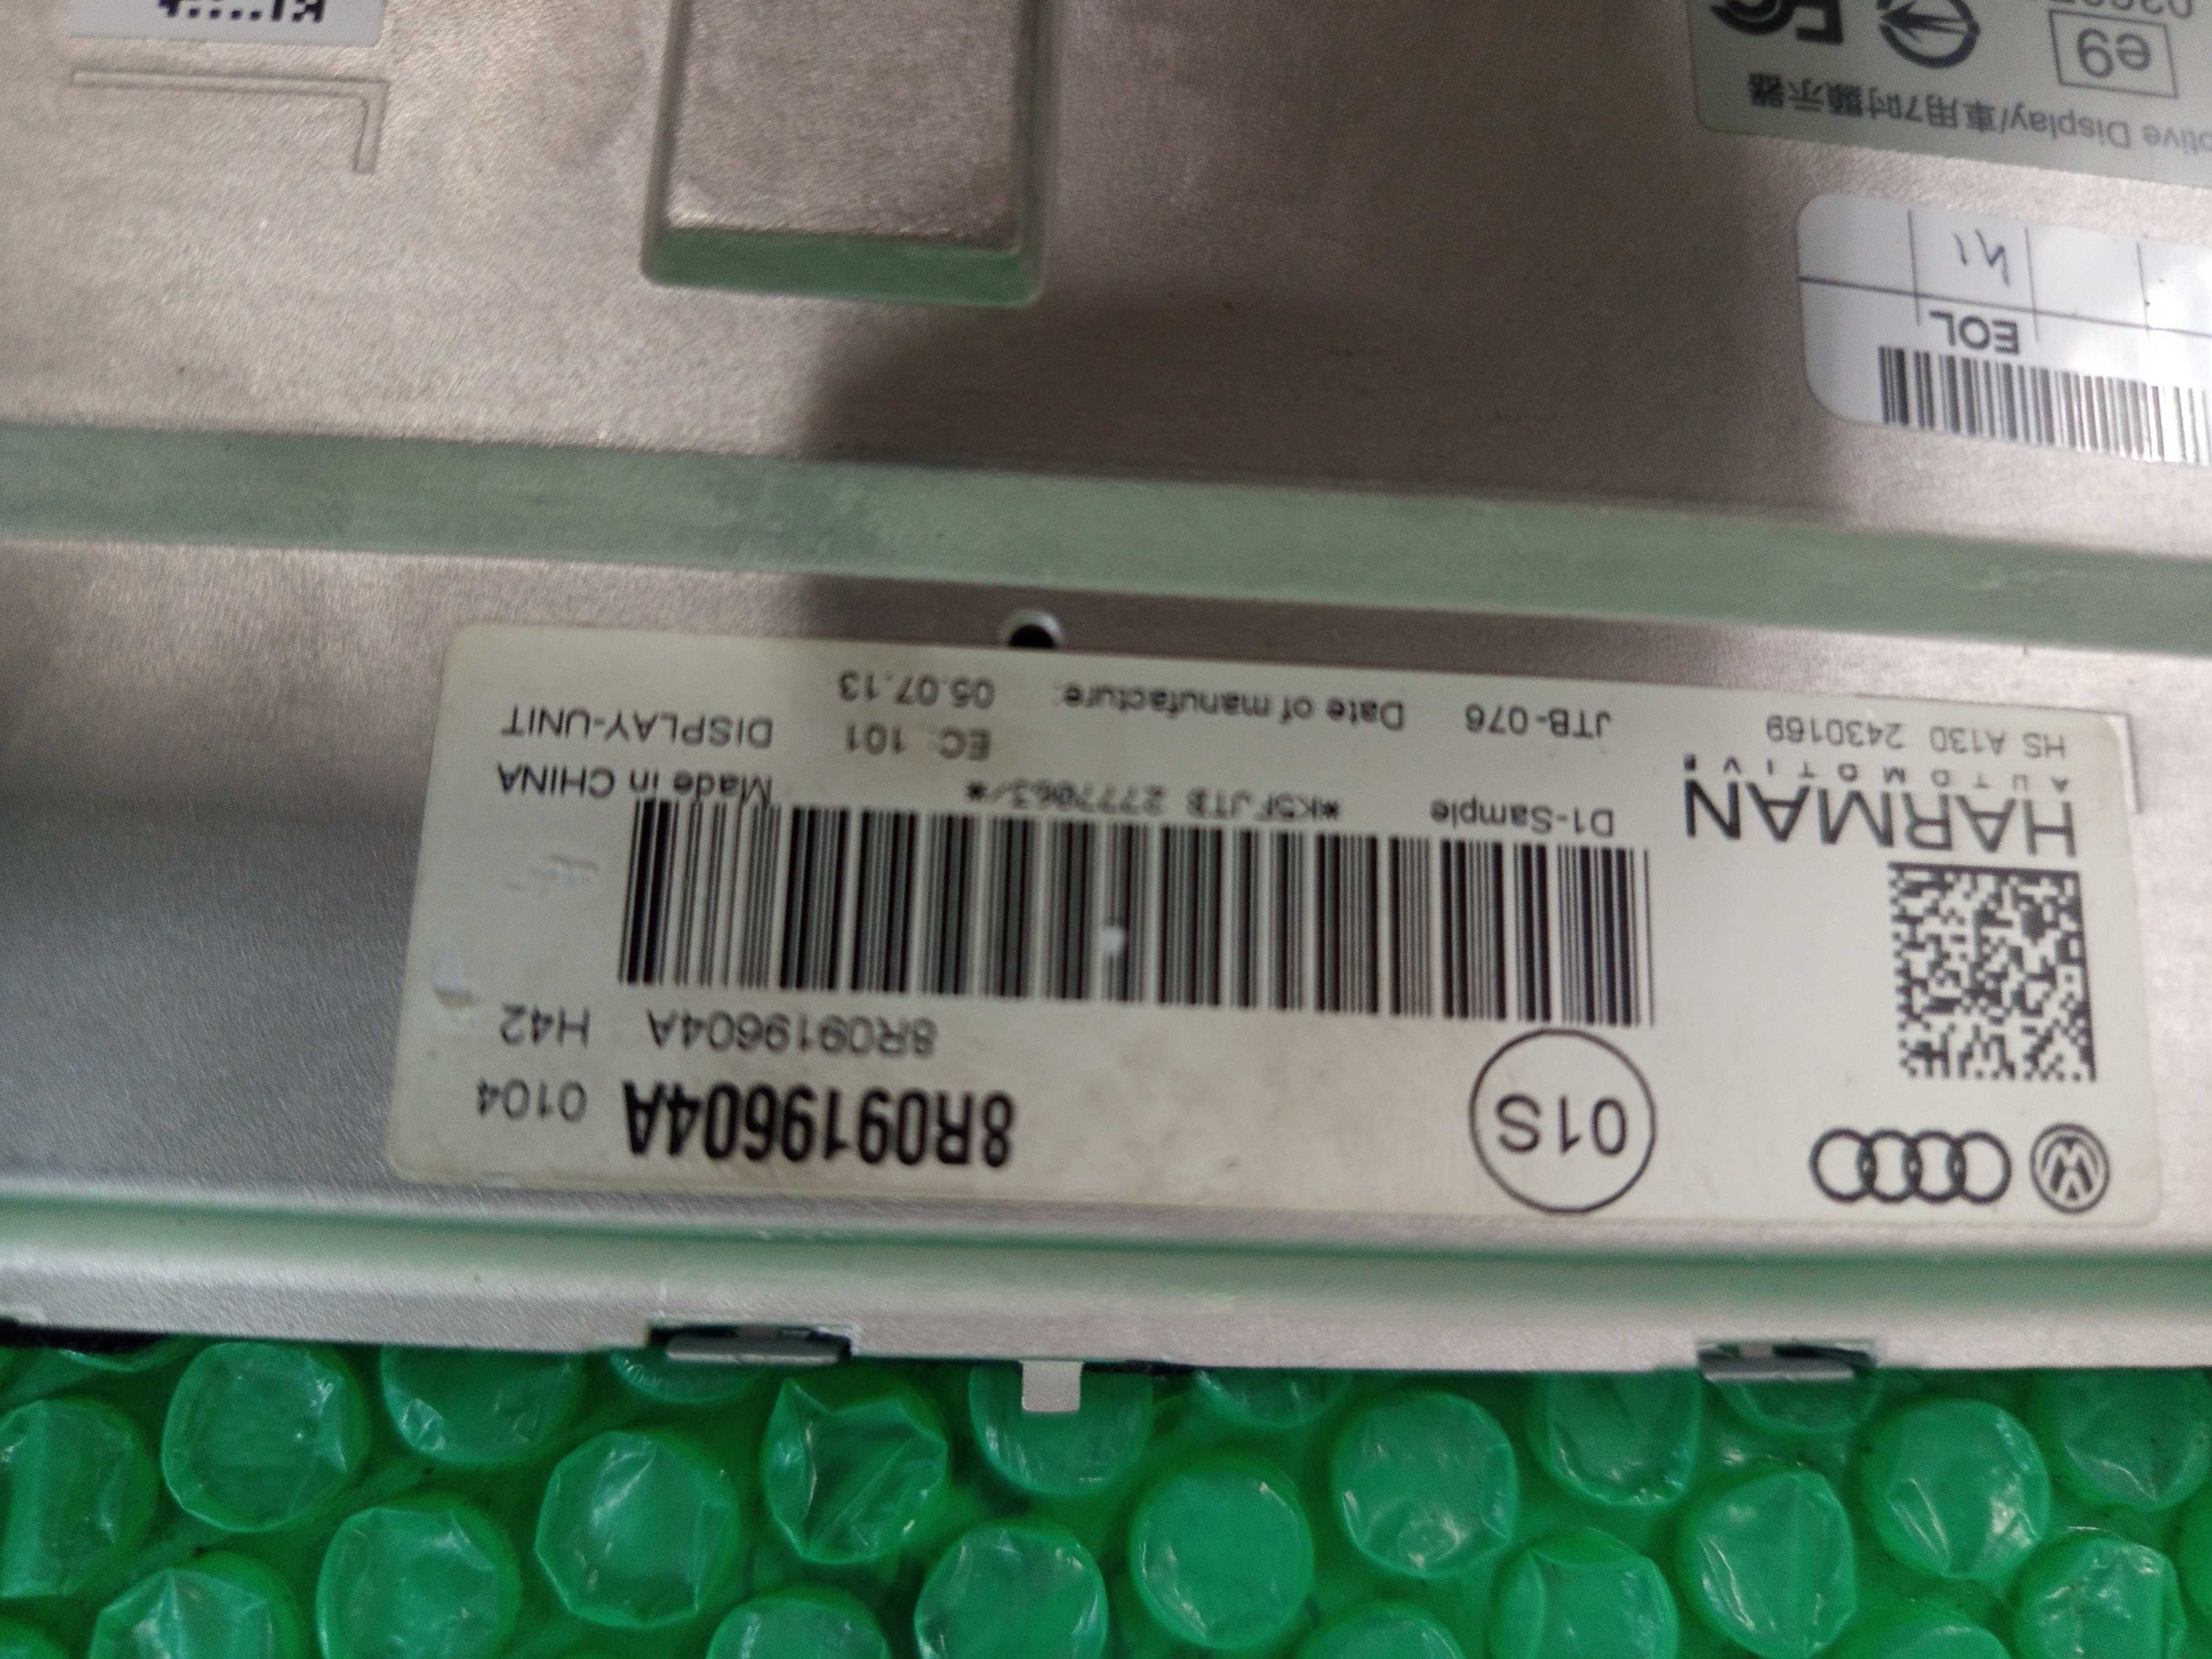 8R0919604A 0104
01S
8R0919604A H42
D1-Sample
Made in CHINA
HARMAN
AUTOMOTIVE
HS A130 2430169
JTB-076
EC: 101
DISPLAY-UNIT
Date of manufacture: 05.07.13
EOL
Display/車用7吋顯示器
e9
FC